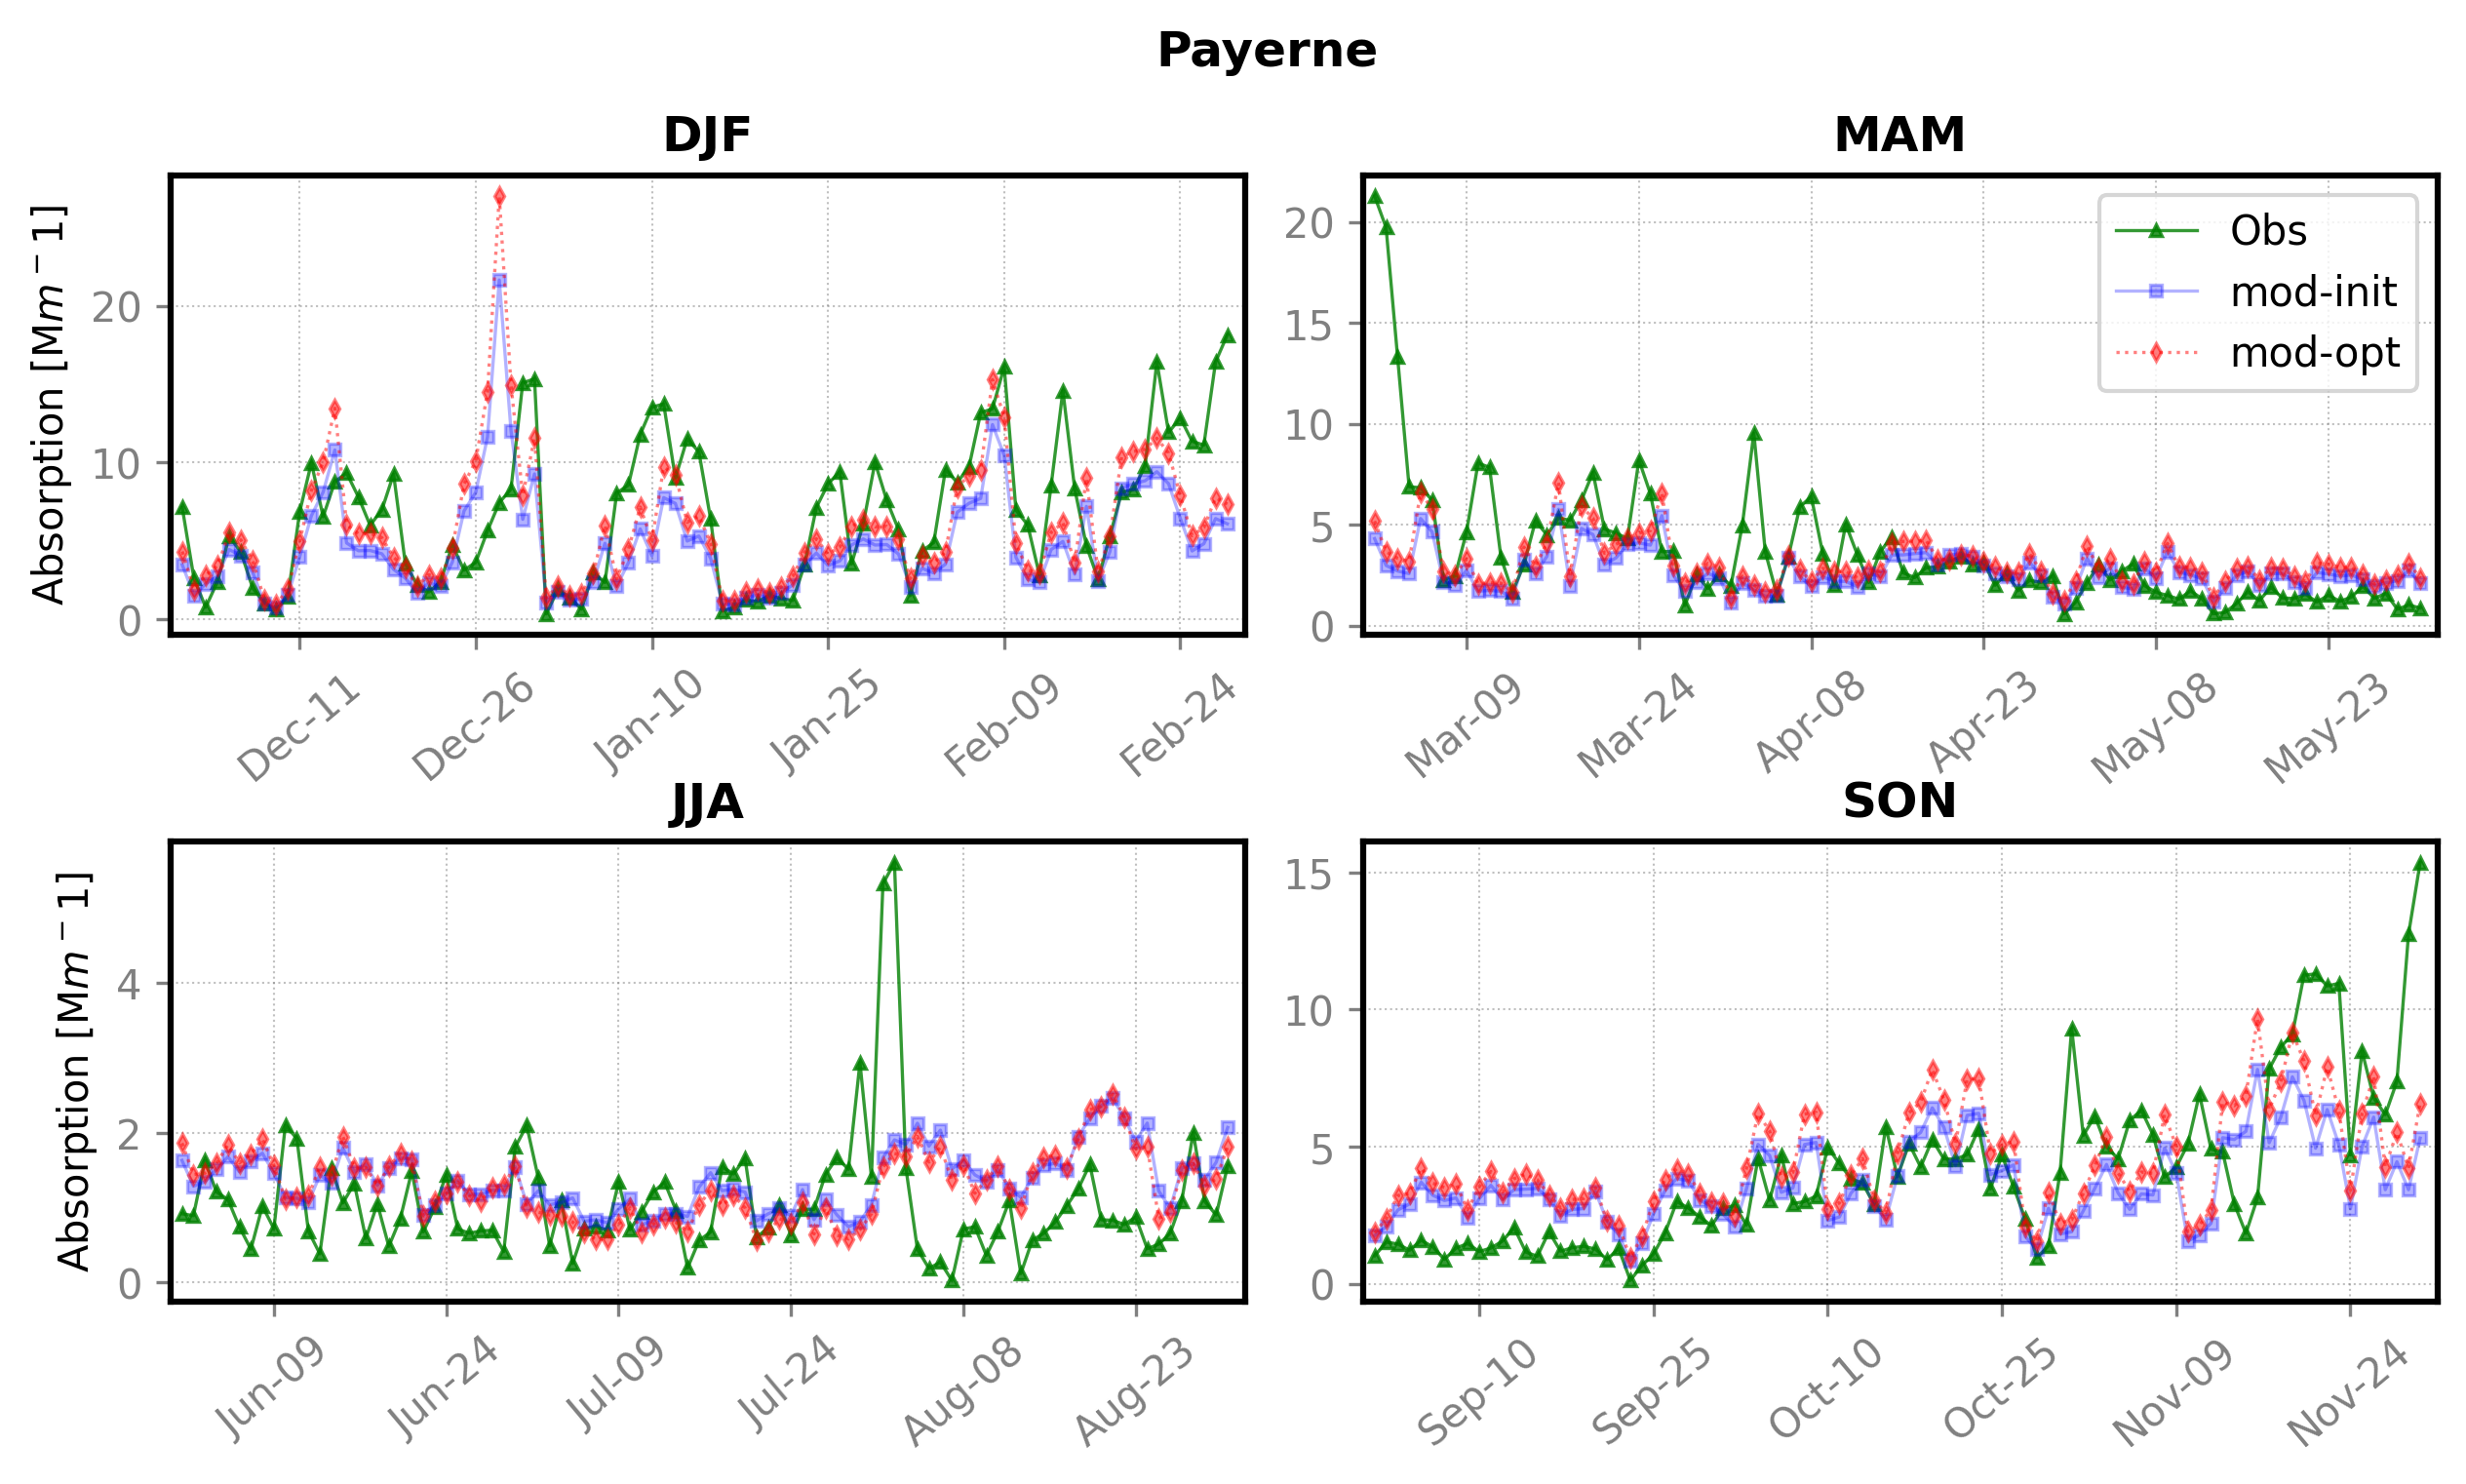 Payerne
DJF
MAM
Absorption [Mm − 1]
20
10
0
Dec-11
Dec-26
Jan-10
Jan-25
Feb-09
Feb-24
20
15
10
5
0
Obs
mod-init
mod-opt
Mar-09
Mar-24
Apr-08
Apr-23
May-08
May-23
JJA
SON
Absorption [Mm − 1]
4
2
0
Jun-09
Jun-24
Jul-09
Jul-24
Aug-08
Aug-23
15
10
5
0
Sep-10
Sep-25
Oct-10
Oct-25
Nov-09
Nov-24